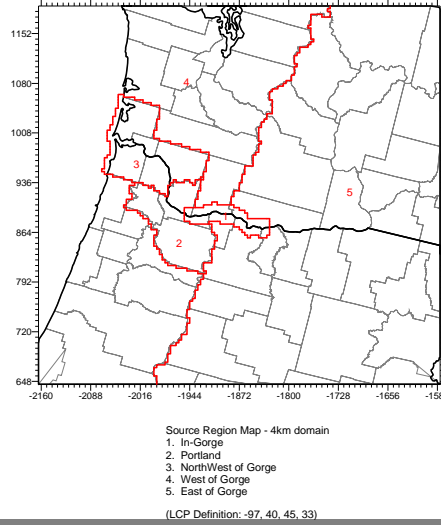 1152
1080
4
1008
3
936
5
1
864
2
792
720
648
-2160 -2088 -2016 -1944 -1872 -1800 -1728 -1656
Source Region Map - 4km domain
1. In-Gorge
2. Portland
3. NorthWest of Gorge
4. West of Gorge
5. East of Gorge
(LCP Definition: -97, 40, 45, 33)